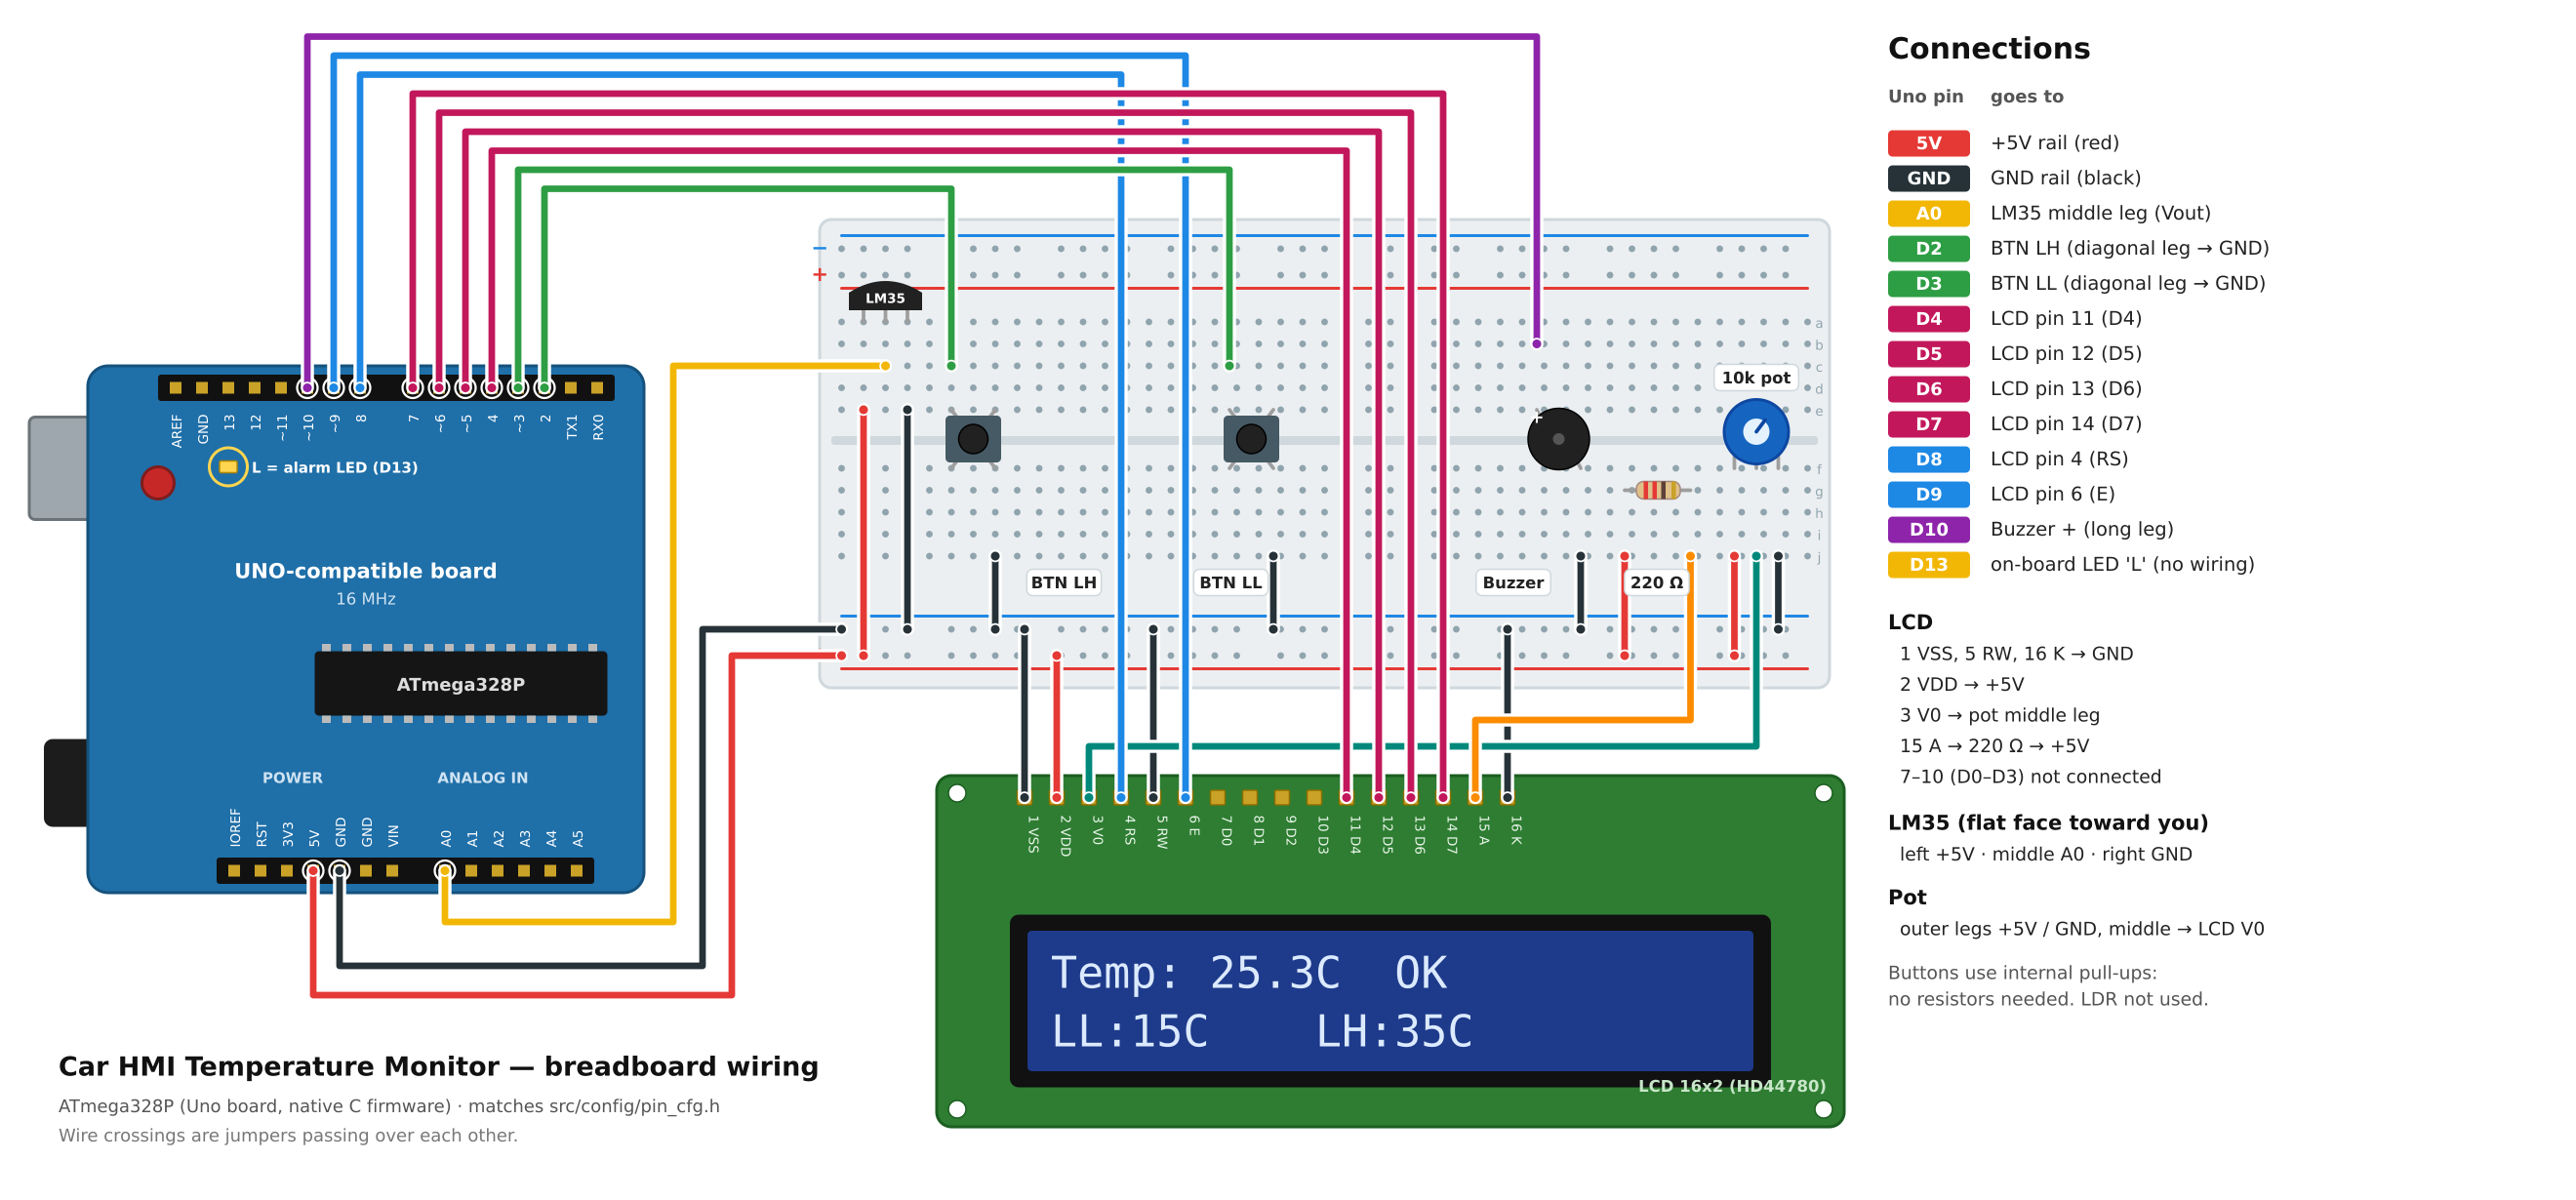 Connections
Uno pin goes to
5V +5V rail (red)
GND GND rail (black)
A0 LM35 middle leg (Vout)
D2 BTN LH (diagonal leg → GND)
D3 BTN LL (diagonal leg → GND)
D4 LCD pin 11 (D4)
D5 LCD pin 12 (D5)
D6 LCD pin 13 (D6)
D7 LCD pin 14 (D7)
D8 LCD pin 4 (RS)
D9 LCD pin 6 (E)
D10 Buzzer + (long leg)
D13 on-board LED 'L' (no wiring)
LCD
1 VSS, 5 RW, 16 K → GND
2 VDD → +5V
3 V0 → pot middle leg
15 A → 220 Ω → +5V
7–10 (D0–D3) not connected
LM35 (flat face toward you)
left +5V · middle A0 · right GND
Pot
outer legs +5V / GND, middle → LCD V0
Buttons use internal pull-ups:
no resistors needed. LDR not used.
−
+
LM35
a
b
c
d
e
f
g
h
i
j
10k pot
+
BTN LH
BTN LL
Buzzer
220 Ω
AREF
GND
13
12
~11
~10
~9
8
7
~6
~5
4
~3
2
TX1
RX0
L = alarm LED (D13)
UNO-compatible board
16 MHz
ATmega328P
POWER
ANALOG IN
IOREF
RST
3V3
5V
GND
GND
VIN
A0
A1
A2
A3
A4
A5
1 VSS
2 VDD
3 V0
4 RS
5 RW
6 E
7 D0
8 D1
9 D2
10 D3
11 D4
12 D5
13 D6
14 D7
15 A
16 K
Temp: 25.3C OK
LL:15C LH:35C
LCD 16x2 (HD44780)
Car HMI Temperature Monitor — breadboard wiring
ATmega328P (Uno board, native C firmware) · matches src/config/pin_cfg.h
Wire crossings are jumpers passing over each other.